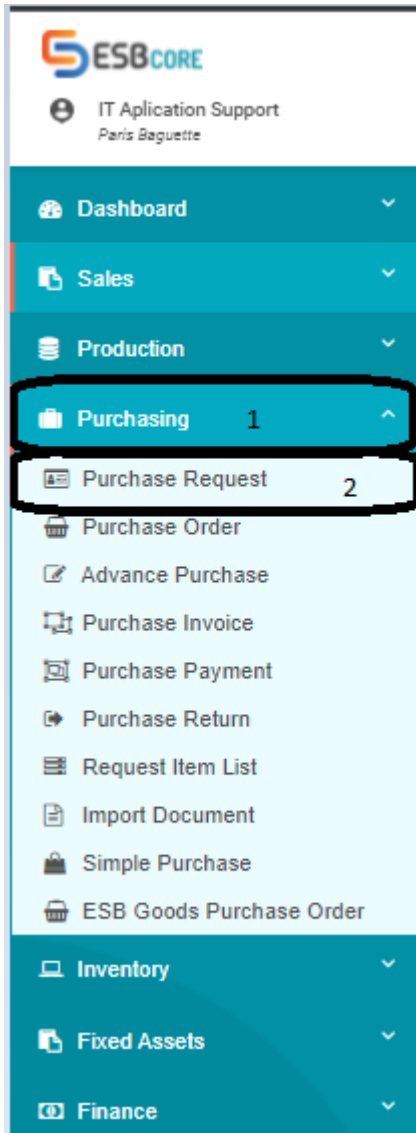 ESBCORE
IT Aplication Support
Paris Baguette
Dashboard
Sales
Production
Purchasing 1
Purchase Request 2
Purchase Order
Advance Purchase
Purchase Invoice
Purchase Payment
Purchase Return
Request Item List
Import Document
Simple Purchase
ESB Goods Purchase Order
Inventory
Fixed Assets
Finance